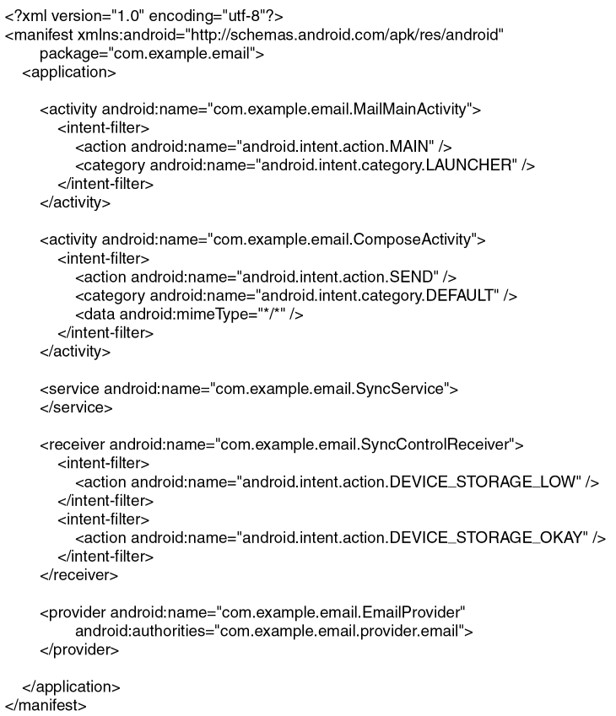 <?xml version="1.0" encoding="utf-8"?>
<manifest xmlns:android="http://schemas.android.com/apk/res/android"
package="com.example.email">
<application>
<activity android:name="com.example.email.MailMainActivity">
<intent-filter>
<action android:name="android.intent.action.MAIN" />
<category android:name="android.intent.category.LAUNCHER" />
</intent-filter>
</activity>
<activity android:name="com.example.email.ComposeActivity">
<intent-filter>
<action android:name="android.intent.action.SEND" />
<category android:name="android.intent.category.DEFAULT" />
<data android:mimeType="*/*" />
</intent-filter>
</activity>
<service android:name="com.example.email.SyncService">
</service>
<receiver android:name="com.example.email.SyncControlReceiver">
<intent-filter>
<action android:name="android.intent.action.DEVICE_STORAGE_LOW" />
</intent-filter>
<intent-filter>
<action android:name="android.intent.action.DEVICE_STORAGE_OKAY" />
</intent-filter>
</receiver>
<provider android:name="com.example.email.EmailProvider"
android:authorities="com.example.email.provider.email">
</provider>
</application>
</manifest>